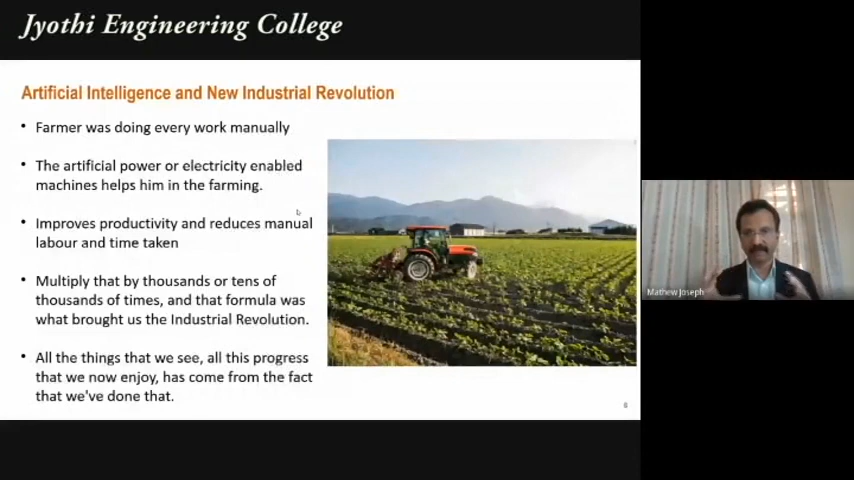 Jyothi Engineering College
Artificial Intelligence and New Industrial Revolution
• Farmer was doing every work manually
• The artificial power or electricity enabled
machines helps him in the farming.
• Improves productivity and reduces manual
labour and time taken
• Multiply that by thousands or tens of
thousands of times, and that formula was
what brought us the Industrial Revolution.
• All the things that we see, all this progress
that we now enjoy, has come from the fact
that we've done that.
6
Mathew Joseph